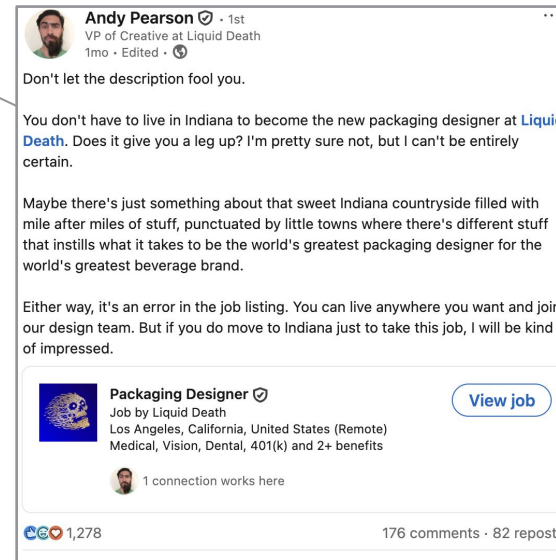 Andy Pearson · 1st
VP of Creative at Liquid Death
1mo · Edited ·
Don't let the description fool you.
You don't have to live in Indiana to become the new packaging designer at
Death. Does it give you a leg up? I'm pretty sure not, but I can't be entirely
certain.
Maybe there's just something about that sweet Indiana countryside filled with
mile after miles of stuff, punctuated by little towns where there's different stuff
that instills what it takes to be the world's greatest packaging designer for the
world's greatest beverage brand.
Either way, it's an error in the job listing. You can live anywhere you want and
our design team. But if you do move to Indiana just to take this job, I will be kind
of impressed.
Packaging Designer
View job
Job by Liquid Death
Los Angeles, California, United States (Remote)
Medical, Vision, Dental, 401(k) and 2+ benefits
1 connection works here
1,278
176 comments · 82